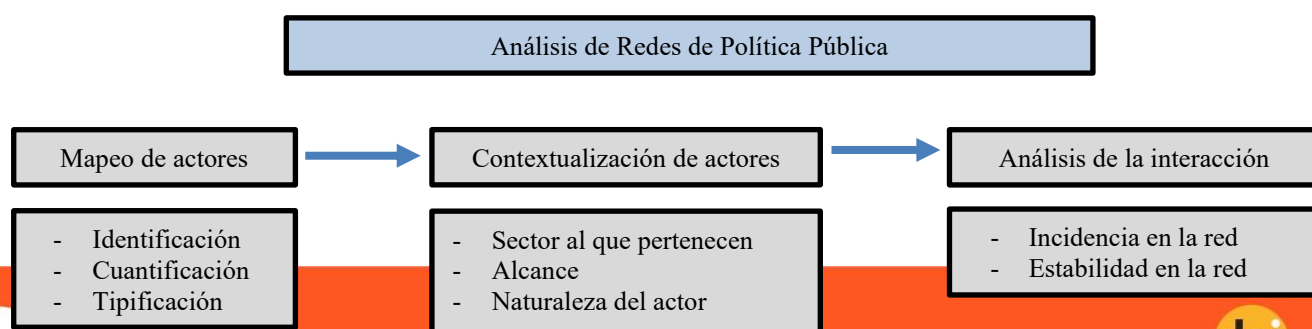 Análisis de Redes de Política Pública
Mapeo de actores
Contextualización de actores
Análisis de la interacción
- Identificación
- Cuantificación
- Tipificación
- Sector al que pertenecen
- Alcance
- Naturaleza del actor
- Incidencia en la red
- Estabilidad en la red